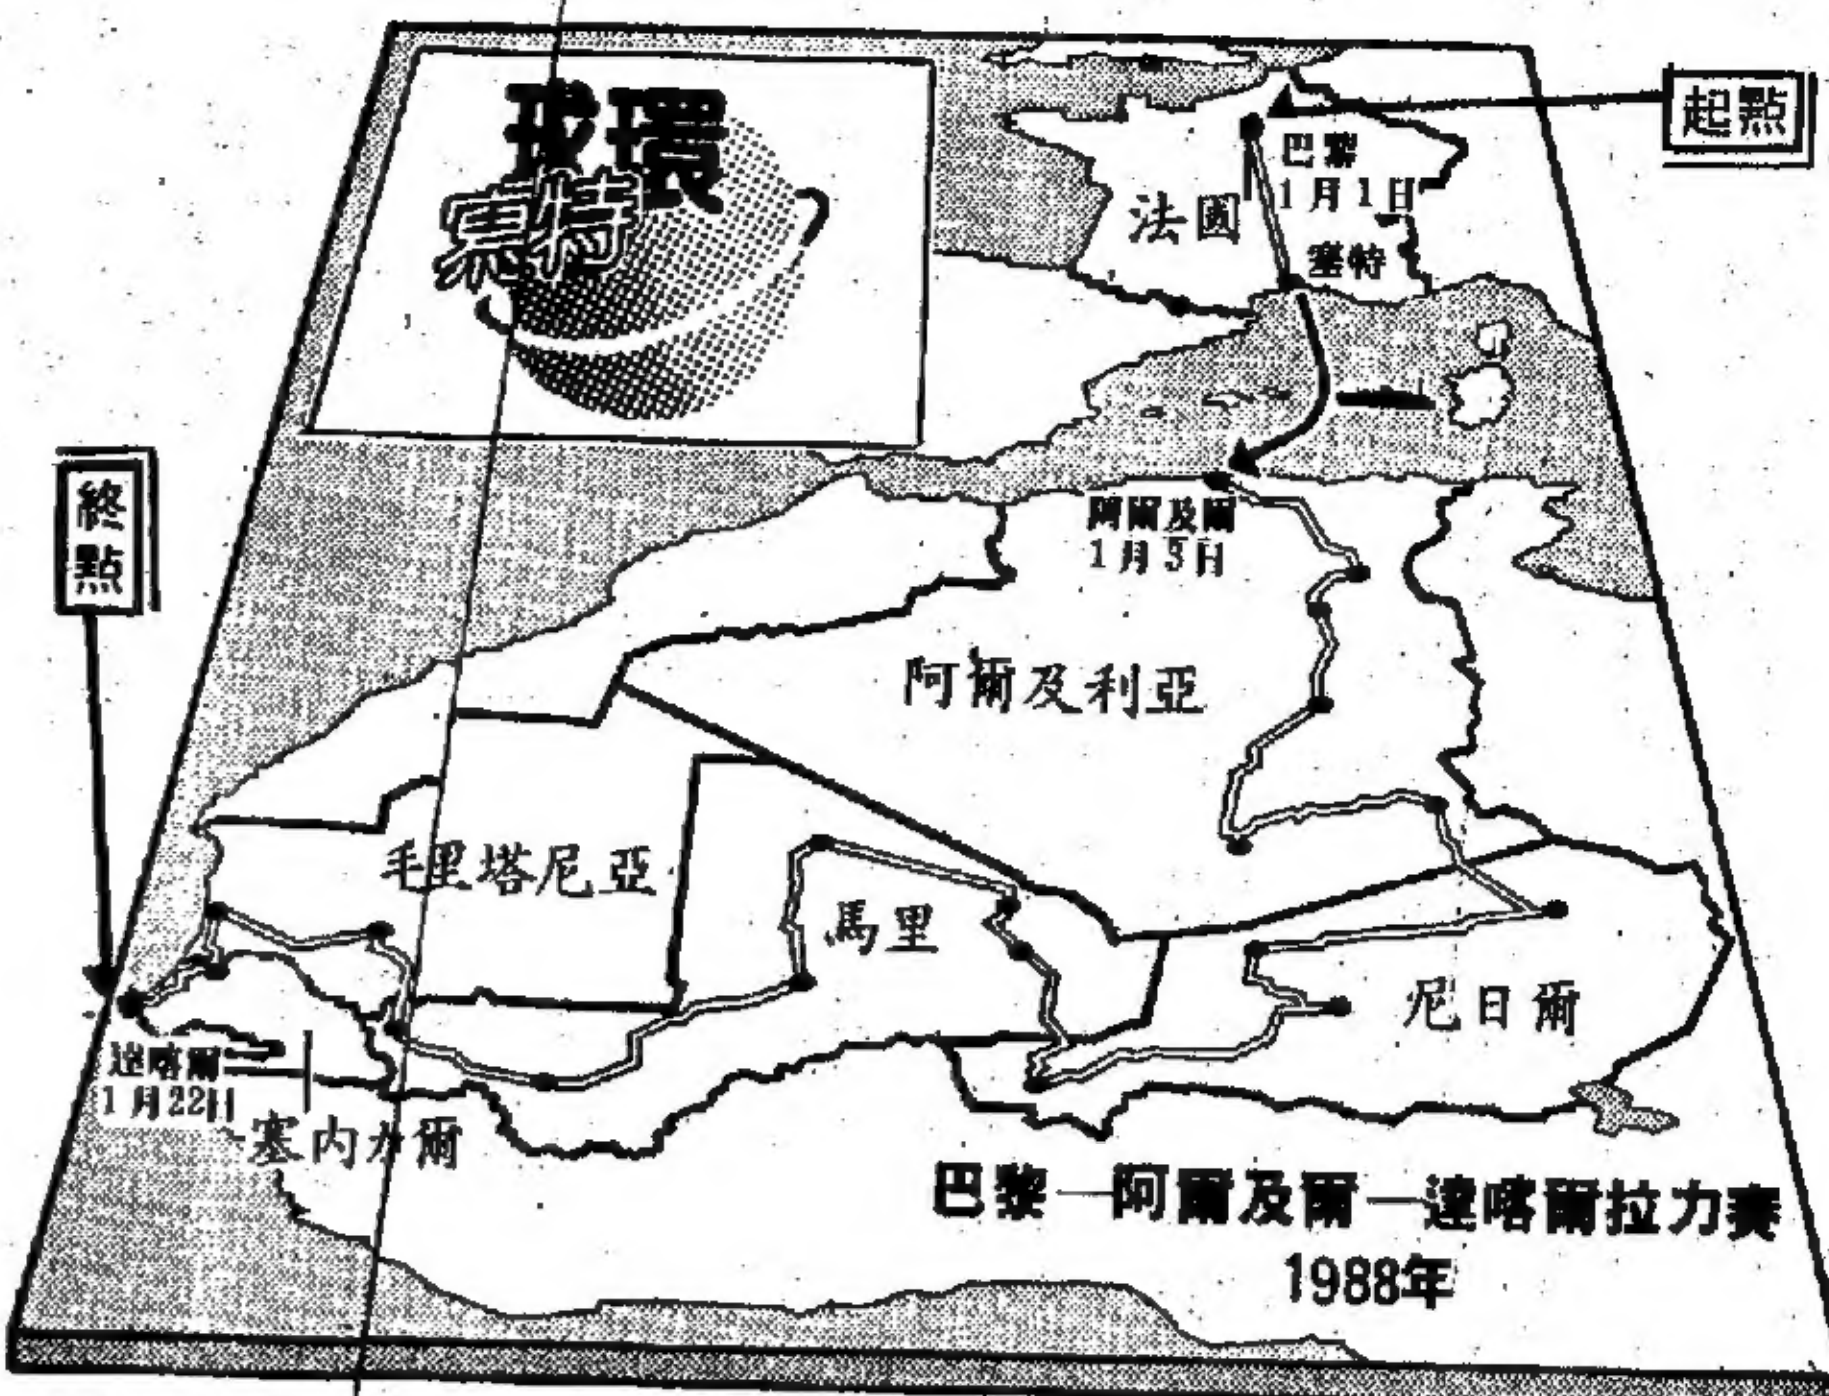 環球
特寫
起點
巴黎
1月1日
法國
塞特
終點
阿爾及爾
1月3日
阿爾及利亞
毛里塔尼亞
馬里
尼日爾
達喀爾
1月22日
塞內加爾
巴黎—阿爾及爾—達喀爾拉力賽
1988年